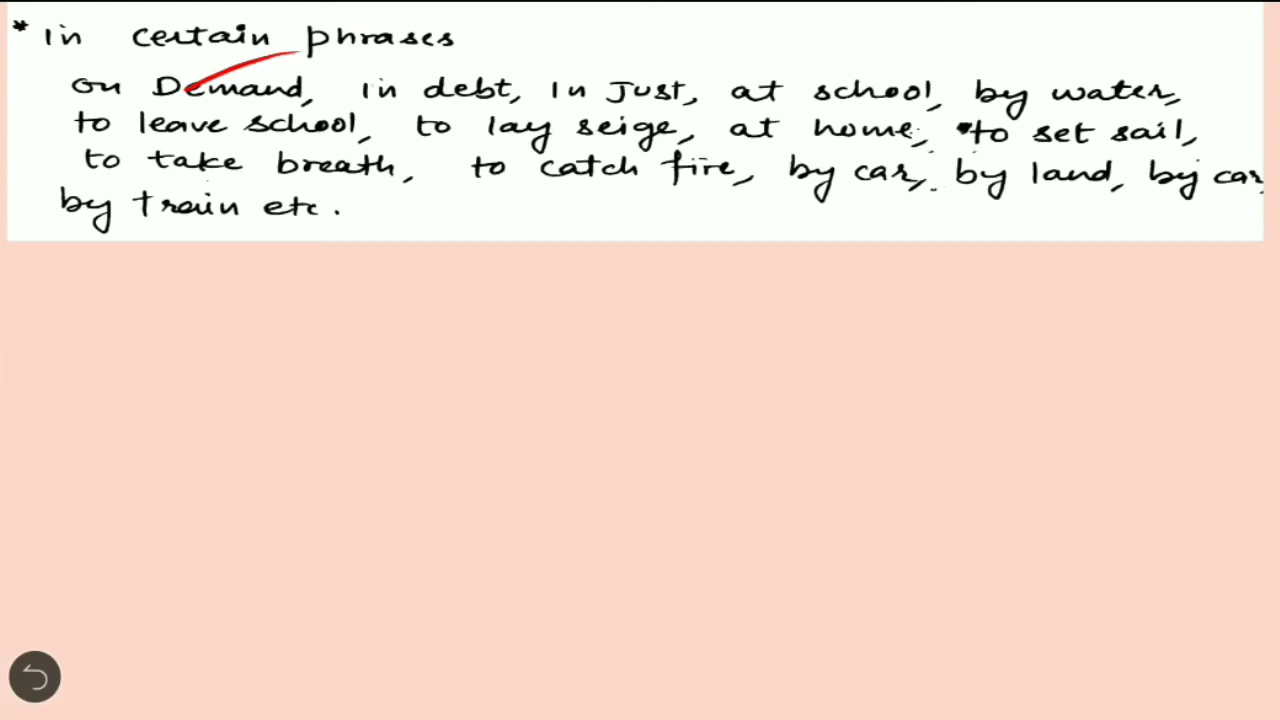 * In certain phrases
on Demand, in debt, In Just, at school, by water,
to leave school, to lay seige, at home, to set sail,
to take breath, to catch fire, by car, by land, by car,
by train etc.